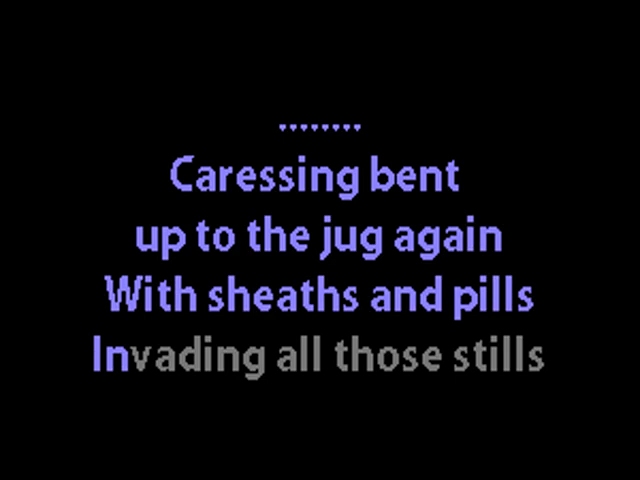 ........
Caressing bent
up to the jug again
With sheaths and pills
Invading all those stills